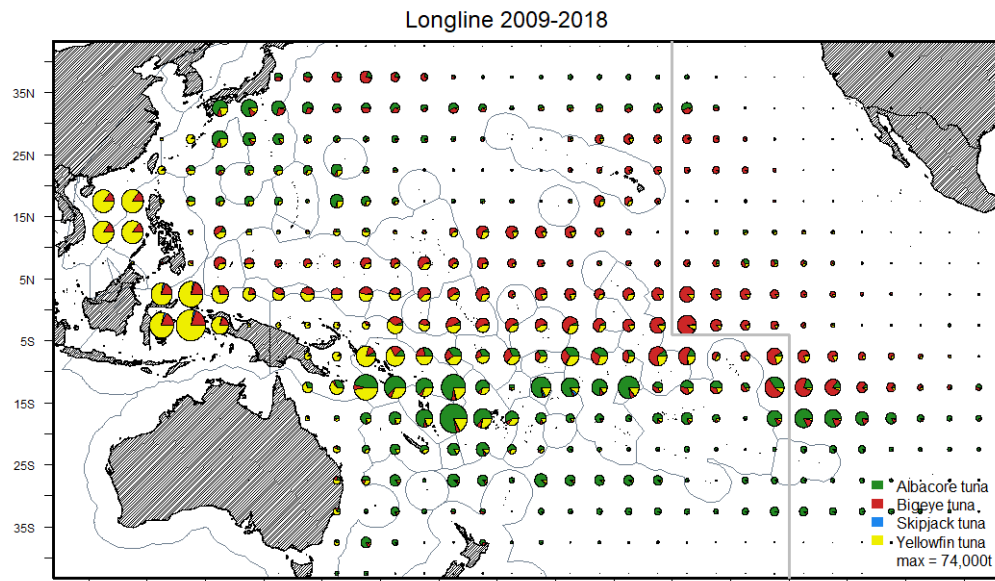 Longline 2009-2018
35N
25N
15N
5N
5S
15S
25S
35S
Albacore tuna
Bigeye tuna
Skipjack tuna
Yellowfin tuna
max = 74,000t